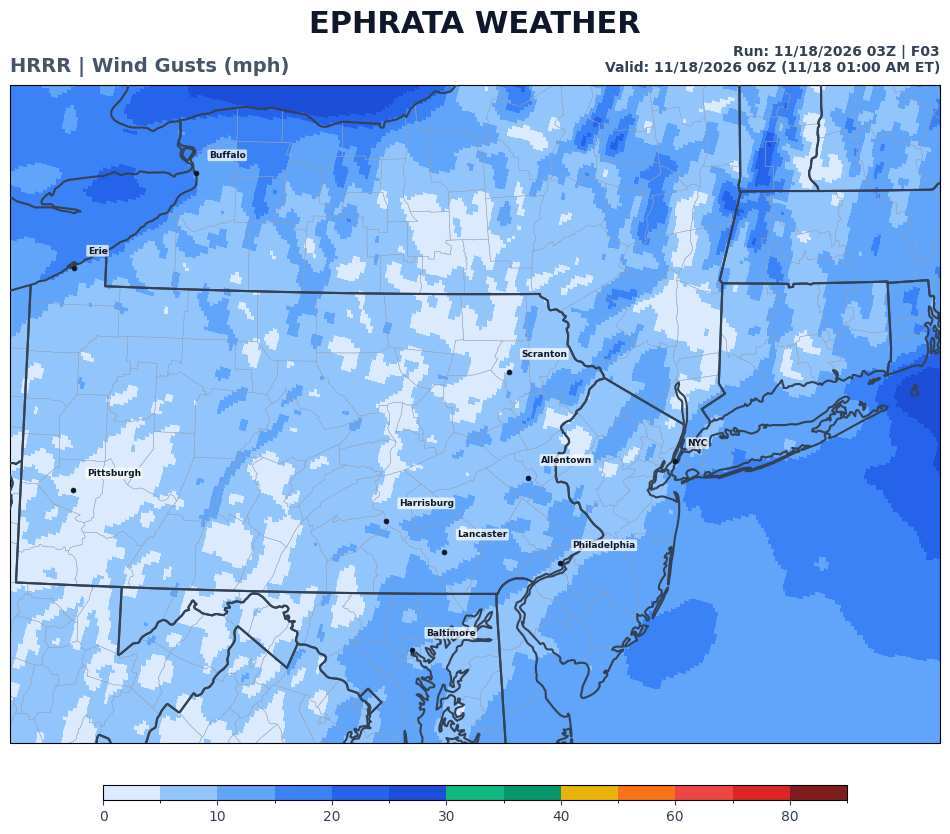 EPHRATA WEATHER
HRRR | Wind Gusts (mph)
Run: 11/18/2026 03Z | F03
Valid: 11/18/2026 06Z (11/18 01:00 AM ET)
Buffalo
Erie
Scranton
NYC
Allentown
Pittsburgh
Harrisburg
Lancaster
Philadelphia
Baltimore
0 10 20 30 40 60 80